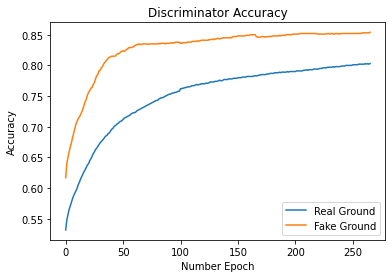 Discriminator Accuracy
Accuracy
0.85
0.80
0.75
0.70
0.65
0.60
0.55
0 50 100 150 200 250
Number Epoch
Real Ground
Fake Ground